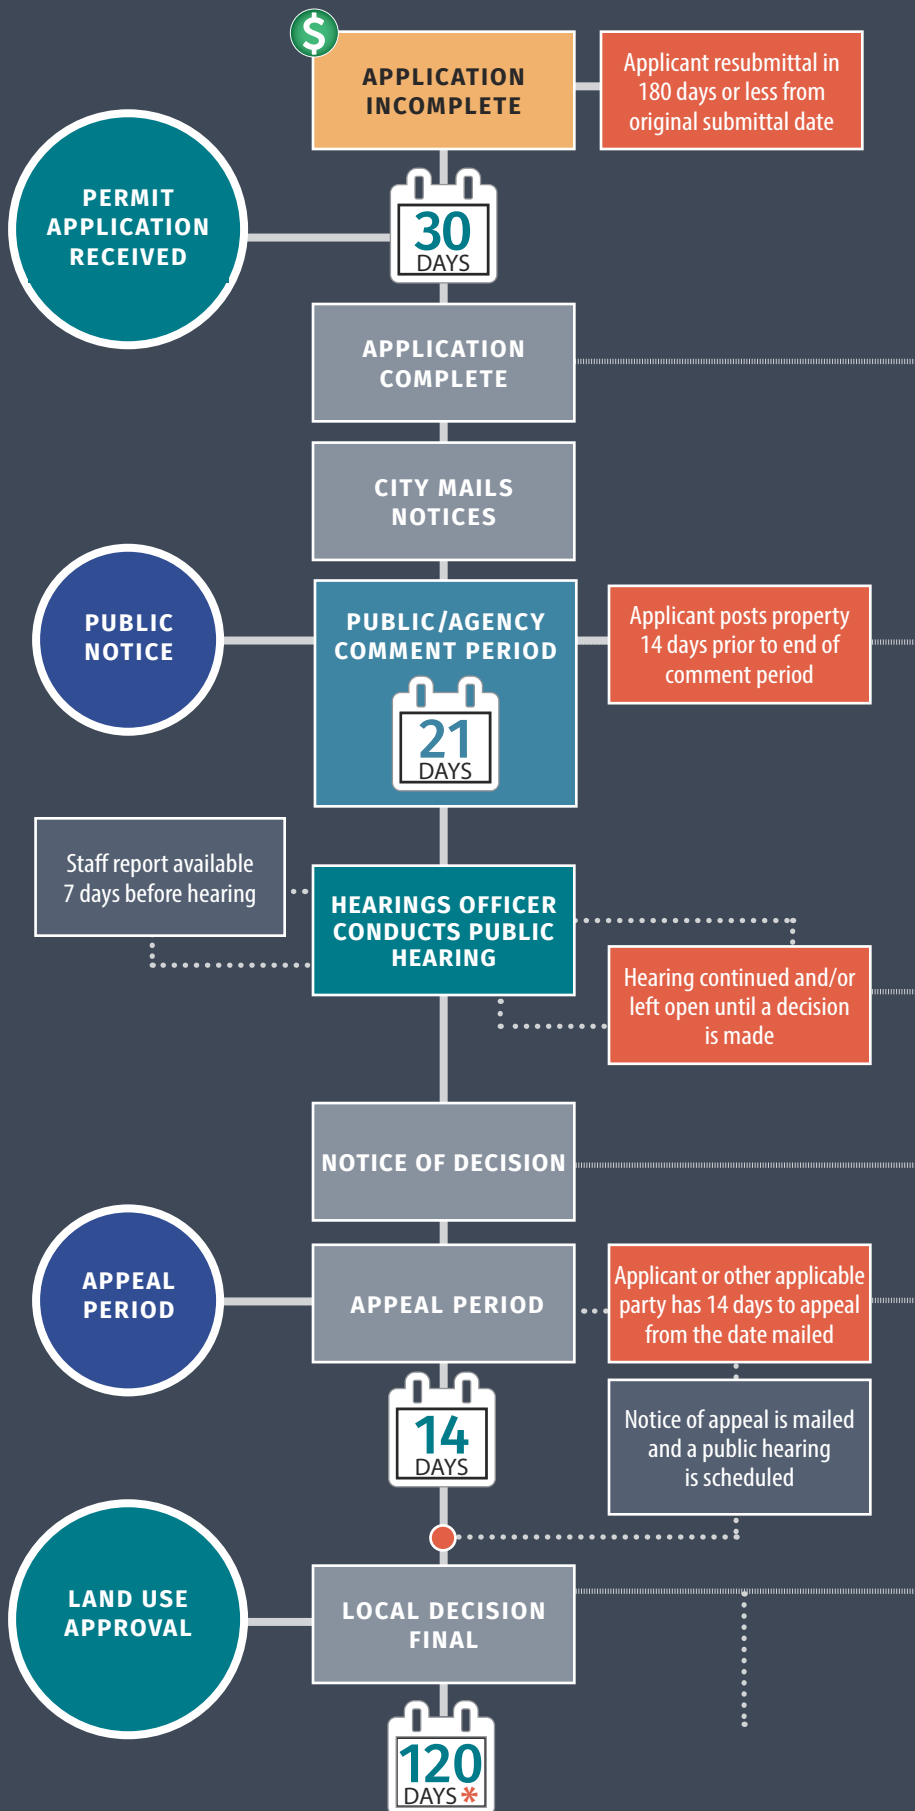 $
APPLICATION
INCOMPLETE
Applicant resubmittal in
180 days or less from
original submittal date
PERMIT
APPLICATION
RECEIVED
30
DAYS
APPLICATION
COMPLETE
CITY MAILS
NOTICES
PUBLIC
NOTICE
PUBLIC/AGENCY
COMMENT PERIOD
21
DAYS
Applicant posts property
14 days prior to end of
comment period
Staff report available
7 days before hearing
HEARINGS OFFICER
CONDUCTS PUBLIC
HEARING
Hearing continued and/or
left open until a decision
is made
NOTICE OF DECISION
APPEAL
PERIOD
APPEAL PERIOD
Applicant or other applicable
party has 14 days to appeal
from the date mailed
14
DAYS
Notice of appeal is mailed
and a public hearing
is scheduled
LAND USE
APPROVAL
LOCAL DECISION
FINAL
120
DAYS *